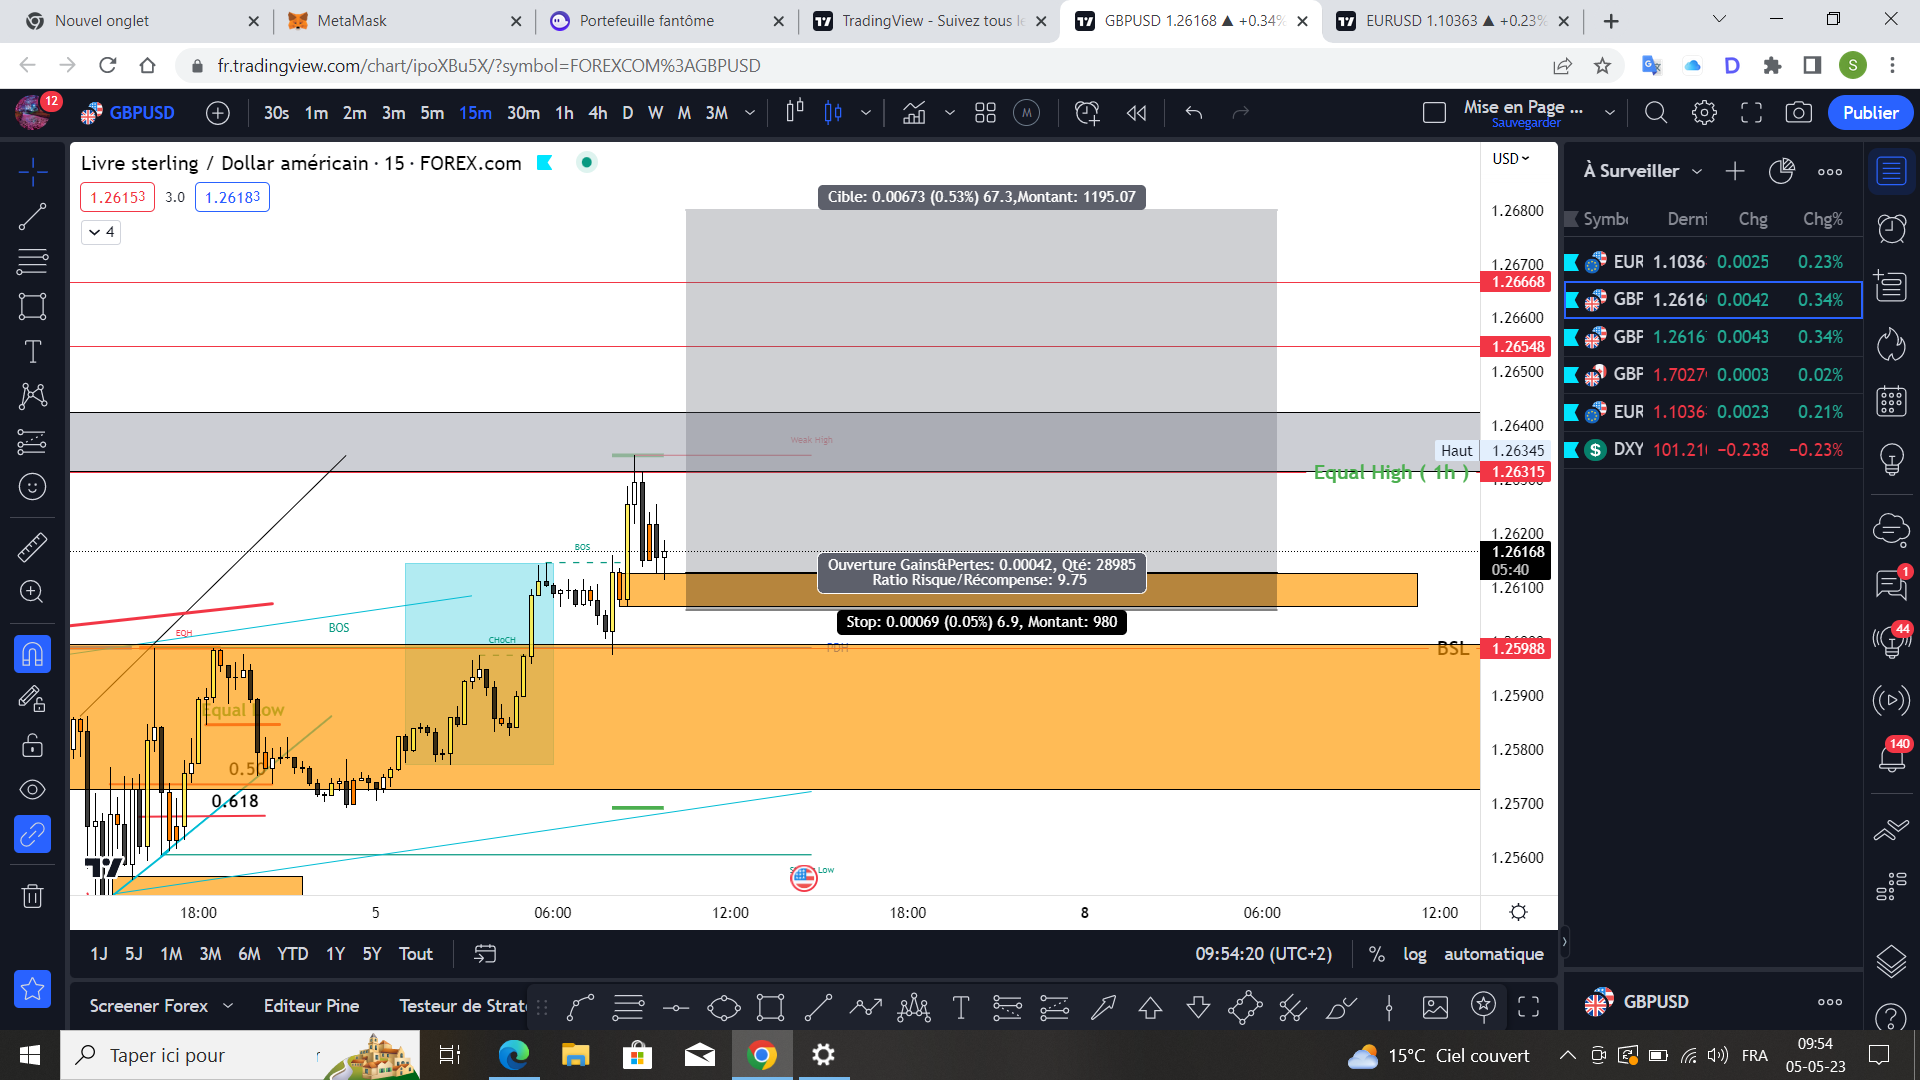 Nouvel onglet
MetaMask
Portefeuille fantôme
TradingView - Suivez tous le
GBPUSD 1.26168 ▲ +0.34%
EURUSD 1.10363 ▲ +0.23%
fr.tradingview.com/chart/ipoXBu5X/?symbol=FOREXCOM%3AGBPUSD
S
12
GBPUSD
30s 1m 2m 3m 5m 15m 30m 1h 4h D W M 3M
M
Mise en Page ...
Sauvegarder
Publier
Livre sterling / Dollar américain · 15 · FOREX.com
1.26153 3.0 1.26183
4
USD
Cible: 0.00673 (0.53%) 67.3,Montant: 1195.07
1.26800
1.26700
1.26668
1.26600
1.26548
1.26500
1.26400
Weak High
Haut 1.26345
Equal High ( 1h ) 1.26315
1.26200
BOS
1.26168
05:40
Ouverture Gains&Pertes: 0.00042, Qté: 28985
Ratio Risque/Récompense: 9.75
1.26100
Stop: 0.00069 (0.05%) 6.9, Montant: 980
EQH
BOS
CHoCH
PDH
BSL 1.25988
1.25900
Equal Low
1.25800
0.50
0.618
1.25700
1.25600
Low
18:00 5 06:00 12:00 18:00 8 06:00 12:00
1J 5J 1M 3M 6M YTD 1Y 5Y Tout
09:54:20 (UTC+2)
% log automatique
Screener Forex
Editeur Pine
Testeur de Straté
À Surveiller
Symbo Derni Chg Chg%
EUR 1.1036 0.0025 0.23%
GBP 1.2616 0.0042 0.34%
GBP 1.2616 0.0043 0.34%
GBP 1.7027 0.0003 0.02%
EUR 1.1036 0.0023 0.21%
DXY 101.21 −0.238 −0.23%
1
44
140
GBPUSD
Taper ici pour
15°C Ciel couvert
FRA
09:54
05-05-23